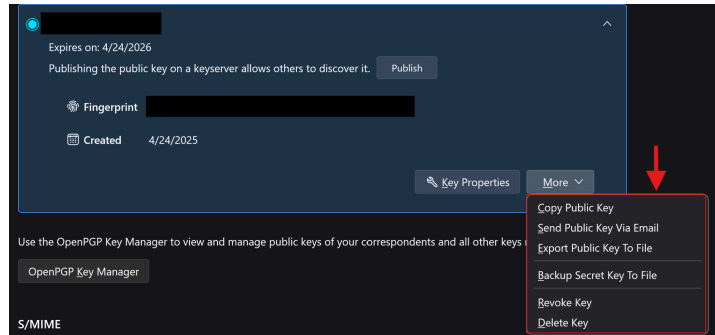 Expires on: 4/24/2026
Publishing the public key on a keyserver allows others to discover it. Publish
Fingerprint
Created 4/24/2025
Key Properties More
Copy Public Key
Send Public Key Via Email
Export Public Key To File
Backup Secret Key To File
Revoke Key
Delete Key
Use the OpenPGP Key Manager to view and manage public keys of your correspondents and all other keys
OpenPGP Key Manager
S/MIME